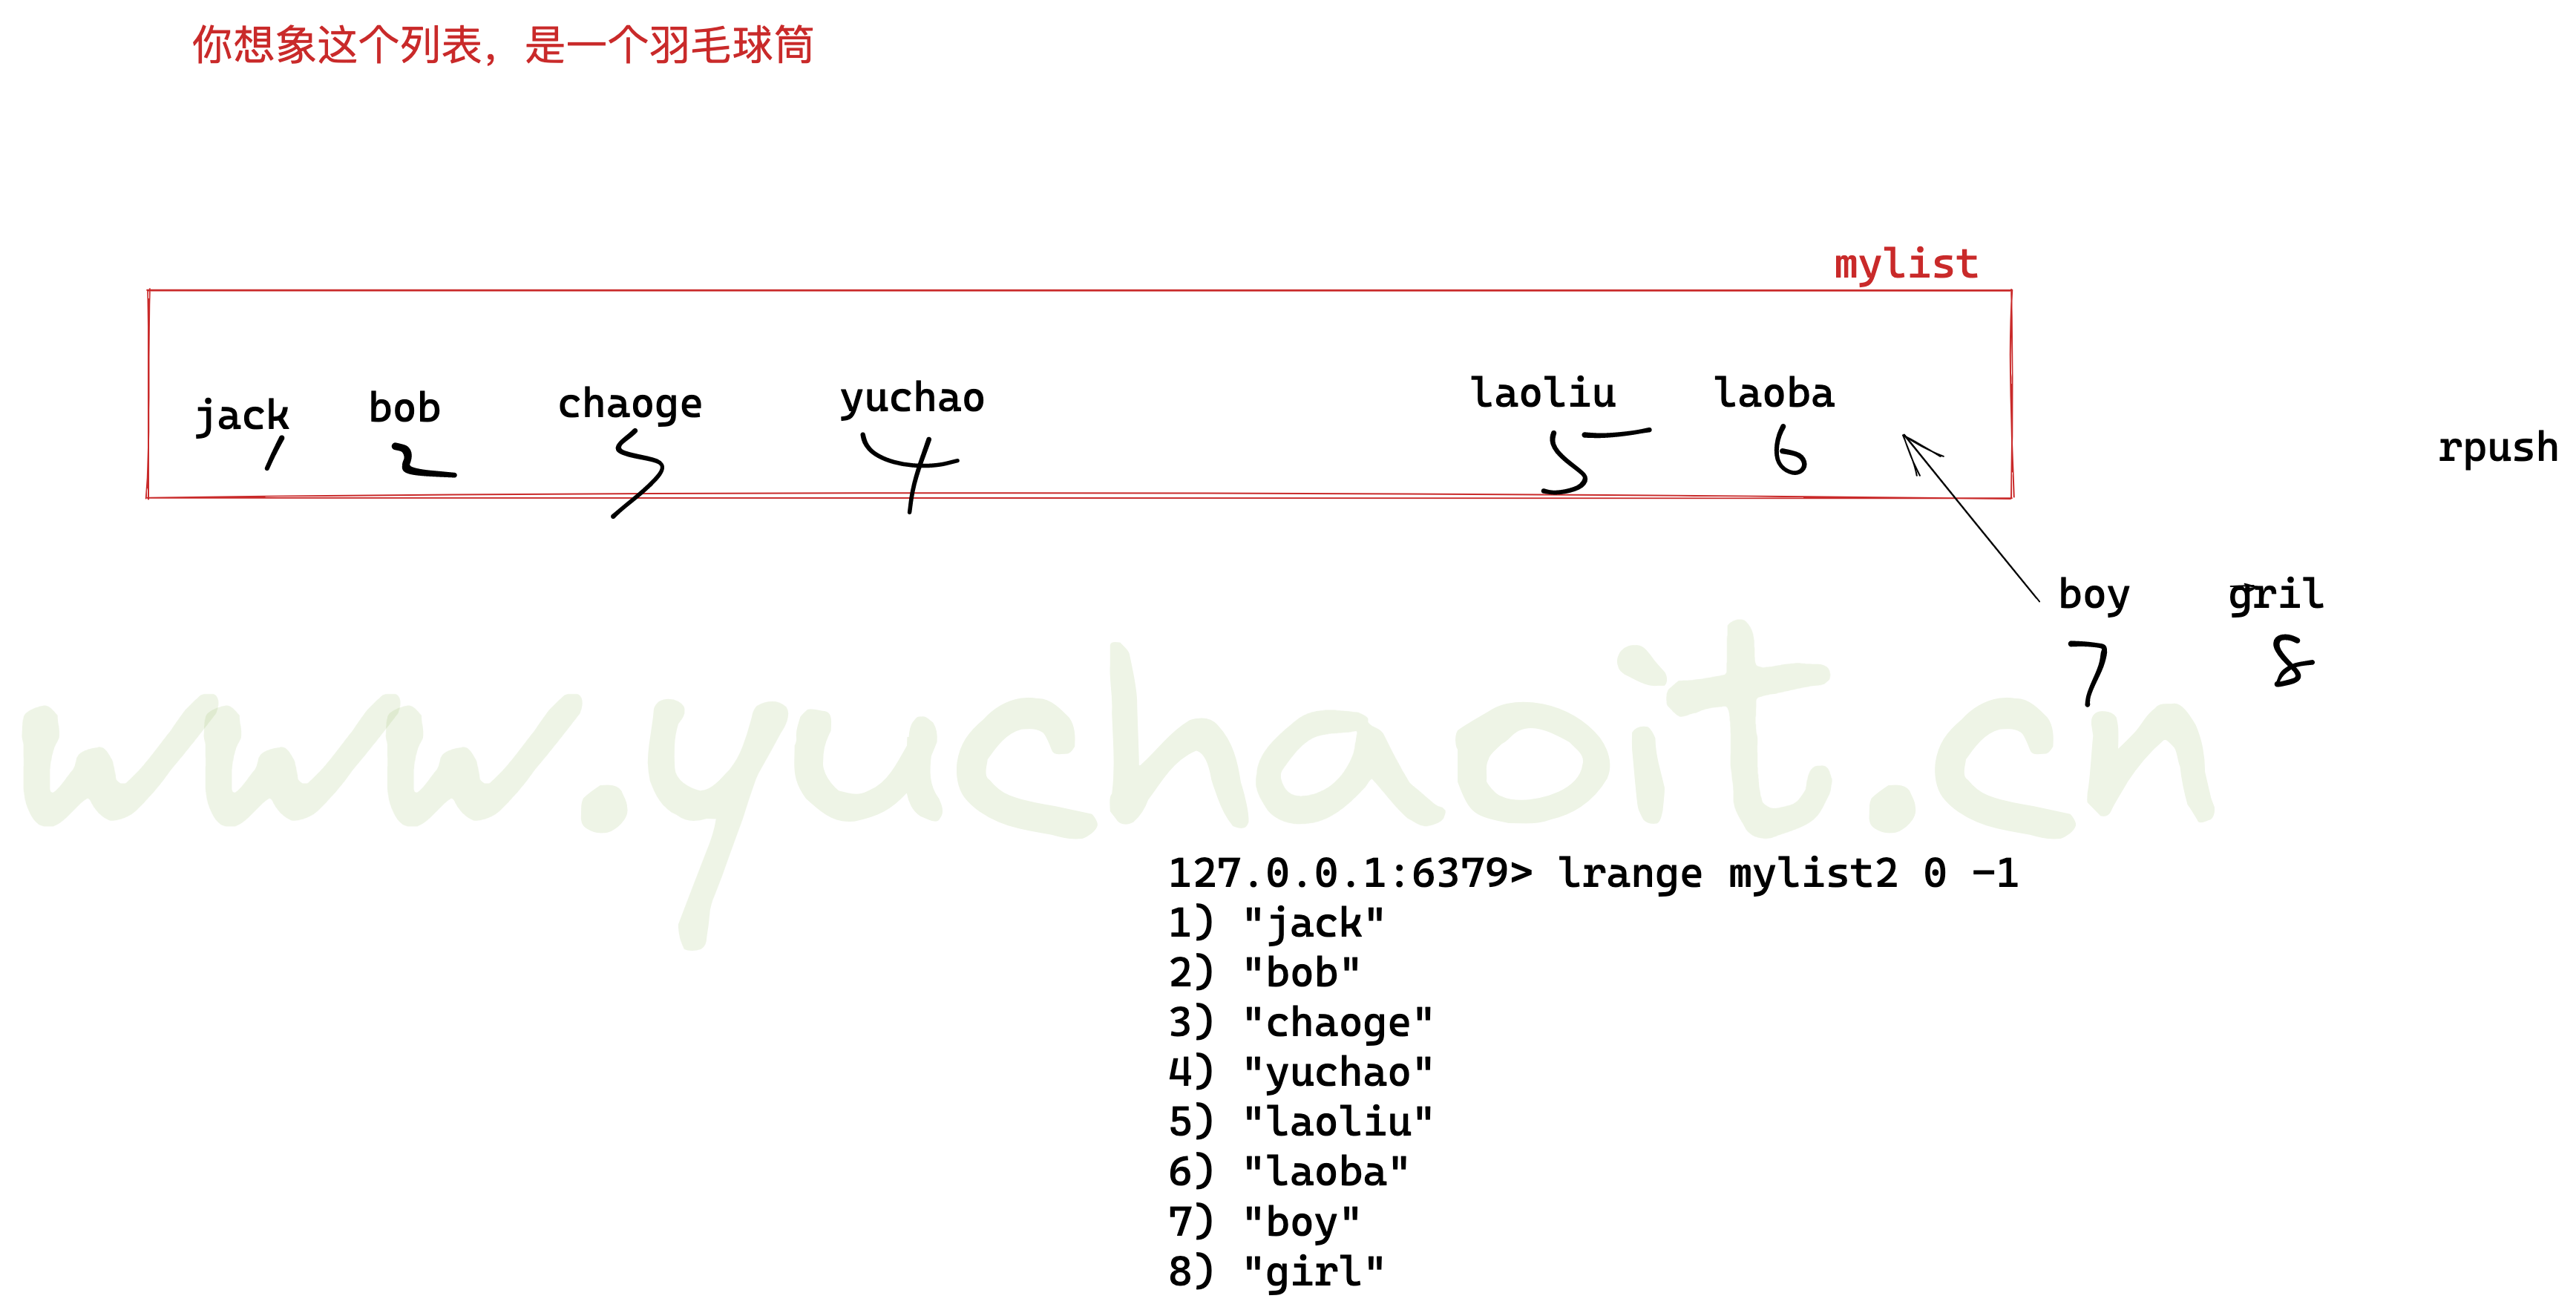 你想象这个列表，是一个羽毛球筒
mylist
jack bob chaoge yuchao laoliu laoba
1 2 3 4 5 6
rpush
boy gril
7 8
www.yuchaoit.cn
127.0.0.1:6379> lrange mylist2 0 -1
1) "jack"
2) "bob"
3) "chaoge"
4) "yuchao"
5) "laoliu"
6) "laoba"
7) "boy"
8) "girl"